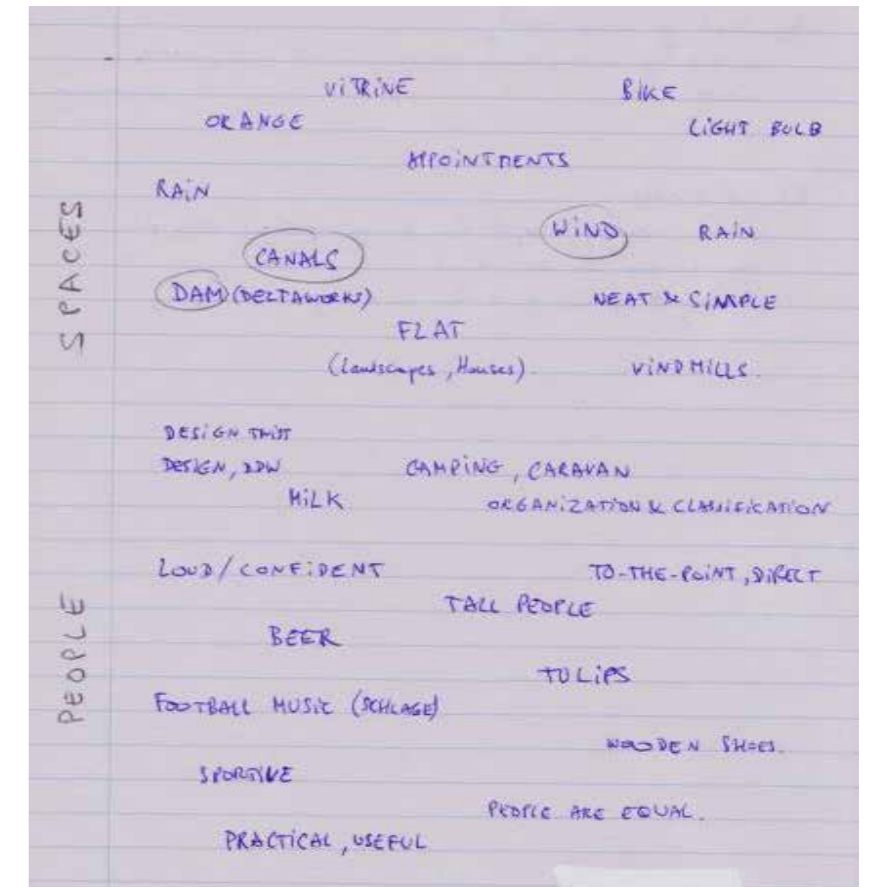 VITRINE BIKE
ORANGE LIGHT BULB
APPOINTMENTS
RAIN
WIND RAIN
CANALS
DAM (DELTAWORKS) NEAT & SIMPLE
FLAT
(Landscapes, Houses). VINDMILLS.
SPACES
DESIGN
DESIGN, DDW CAMPING, CARAVAN
MILK ORGANIZATION & CLASSIFICATION
LOUD/CONFIDENT TO-THE-POINT, DIRECT
TALL PEOPLE
BEER
TULIPS
FOOTBALL MUSIC (SCHLAGE)
WOODEN SHOES.
SPORTIVE
PEOPLE ARE EQUAL.
PRACTICAL, USEFUL
PEOPLE